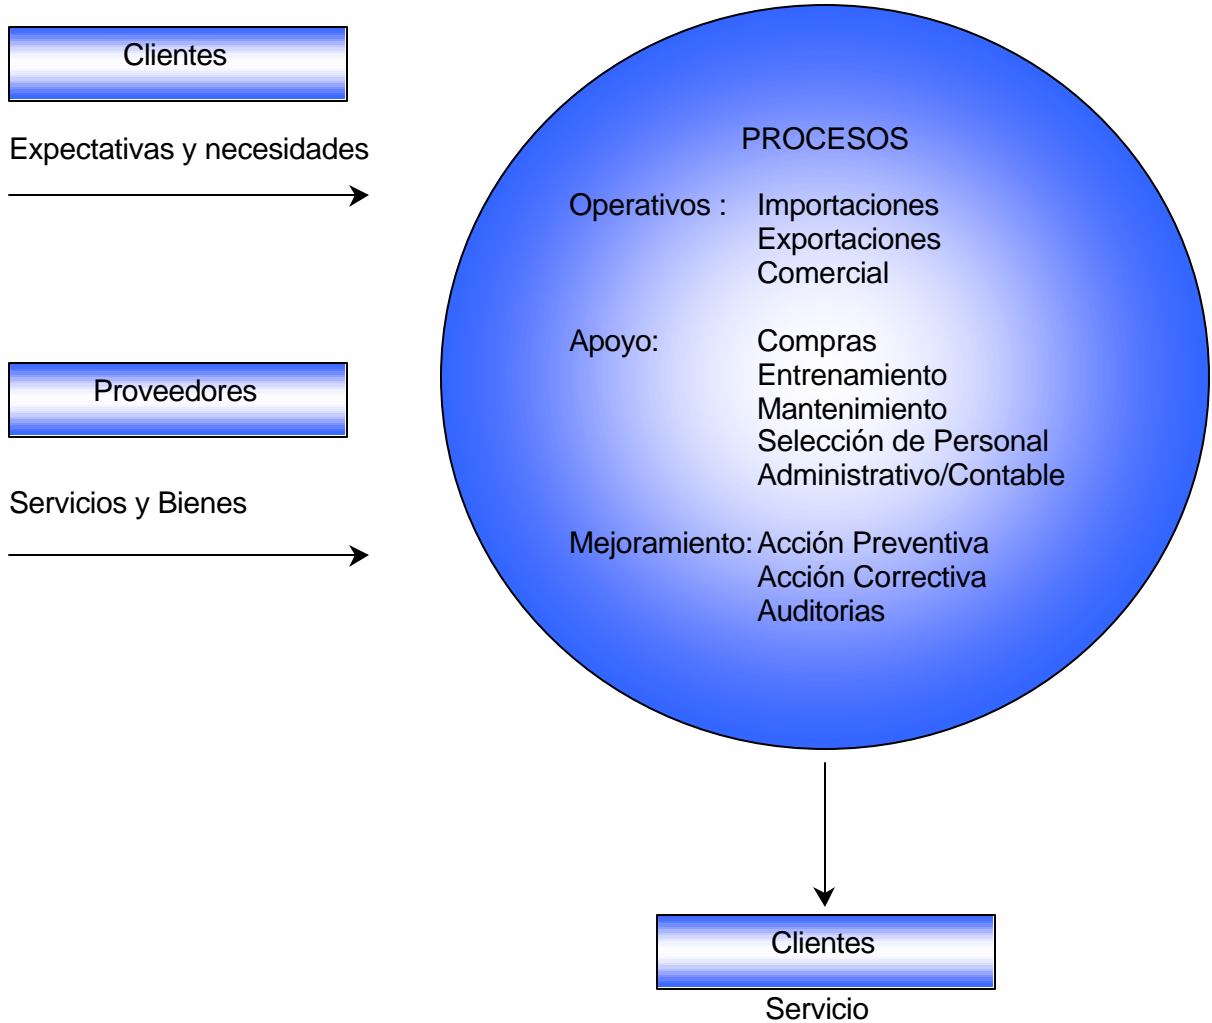 Clientes
Expectativas y necesidades
Proveedores
Servicios y Bienes
PROCESOS
Operativos : Importaciones
Exportaciones
Comercial
Apoyo: Compras
Entrenamiento
Mantenimiento
Selección de Personal
Administrativo/Contable
Mejoramiento: Acción Preventiva
Acción Correctiva
Auditorias
Clientes
Servicio